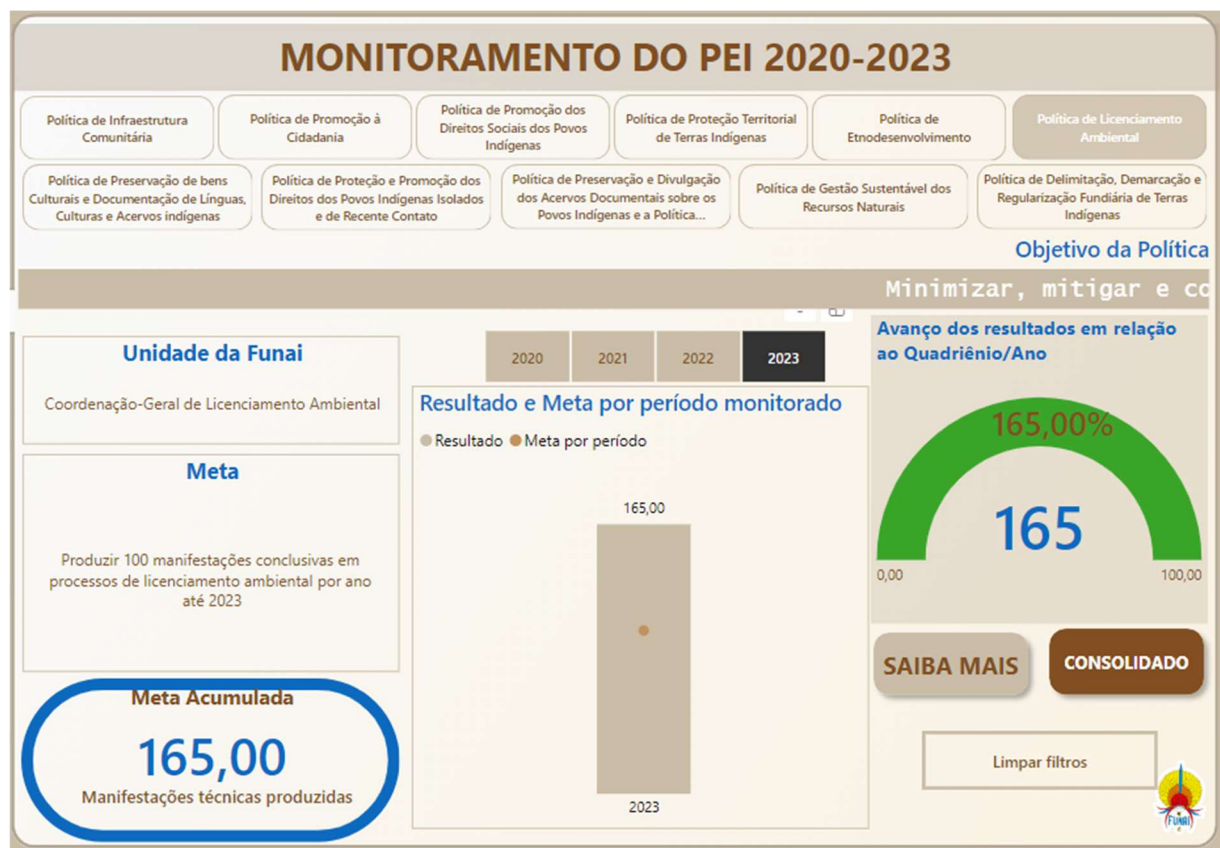 MONITORAMENTO DO PEI 2020-2023
Política de Infraestrutura
Comunitária
Política de Promoção à
Cidadania
Política de Promoção dos
Direitos Sociais dos Povos
Indígenas
Política de Proteção Territorial
de Terras Indígenas
Política de
Etnodesenvolvimento
Política de Licenciamento
Ambiental
Política de Preservação de bens
Culturais e Documentação de Línguas,
Culturas e Acervos indígenas
Política de Proteção e Promoção dos
Direitos dos Povos Indígenas Isolados
e de Recente Contato
Política de Preservação e Divulgação
dos Acervos Documentais sobre os
Povos Indígenas e a Política...
Política de Gestão Sustentável dos
Recursos Naturais
Política de Delimitação, Demarcação e
Regularização Fundiária de Terras
Indígenas
Objetivo da Política
Minimizar, mitigar e co
Unidade da Funai
Coordenação-Geral de Licenciamento Ambiental
Meta
Produzir 100 manifestações conclusivas em
processos de licenciamento ambiental por ano
até 2023
Meta Acumulada
165,00
Manifestações técnicas produzidas
2020
2021
2022
2023
Resultado e Meta por período monitorado
Resultado
Meta por período
165,00
2023
Avanço dos resultados em relação
ao Quadriênio/Ano
165,00%
165
0,00
100,00
SAIBA MAIS
CONSOLIDADO
Limpar filtros
FUNAI